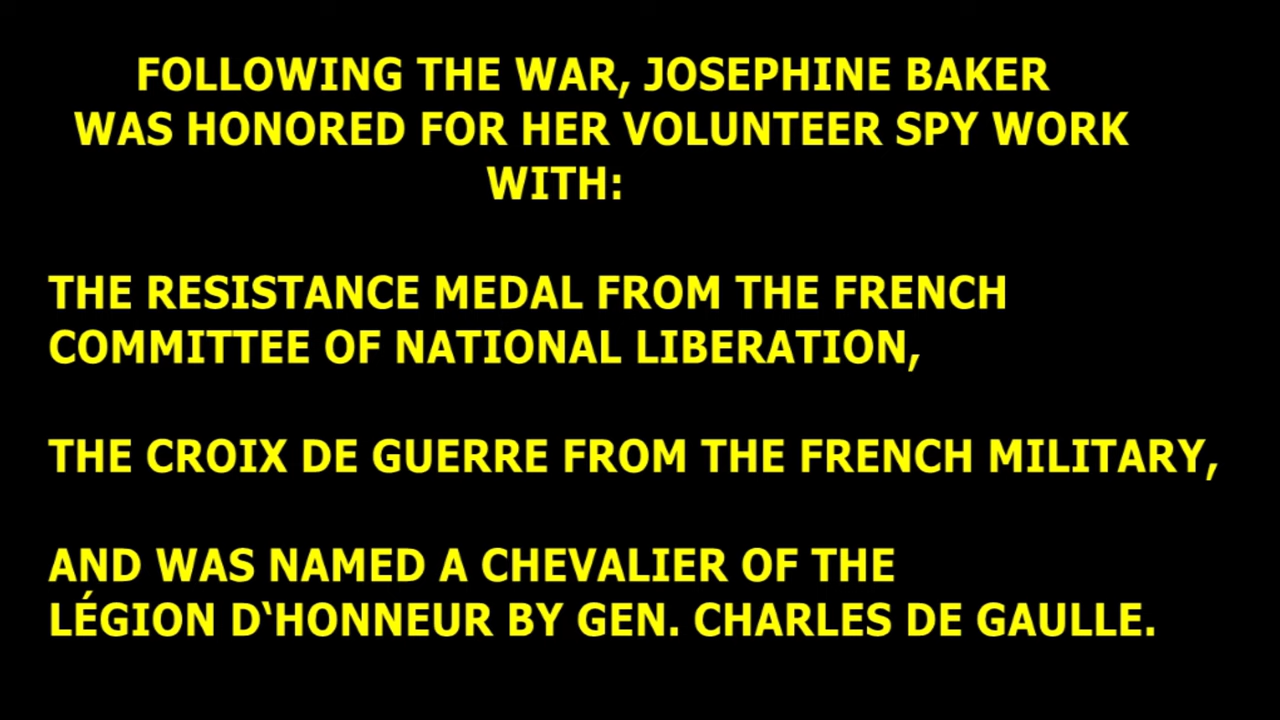 FOLLOWING THE WAR, JOSEPHINE BAKER
WAS HONORED FOR HER VOLUNTEER SPY WORK
WITH:
THE RESISTANCE MEDAL FROM THE FRENCH
COMMITTEE OF NATIONAL LIBERATION,
THE CROIX DE GUERRE FROM THE FRENCH MILITARY,
AND WAS NAMED A CHEVALIER OF THE
LÉGION D‛HONNEUR BY GEN. CHARLES DE GAULLE.